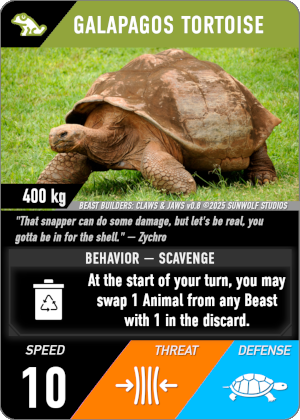 GALAPAGOS TORTOISE
400 kg
BEAST BUILDERS: CLAWS & JAWS v0.8 ©2025 SUNWOLF STUDIOS
"That snapper can do some damage, but let's be real, you
gotta be in for the shell." — Zychro
BEHAVIOR — SCAVENGE
At the start of your turn, you may
swap 1 Animal from any Beast
with 1 in the discard.
SPEED THREAT DEFENSE
10